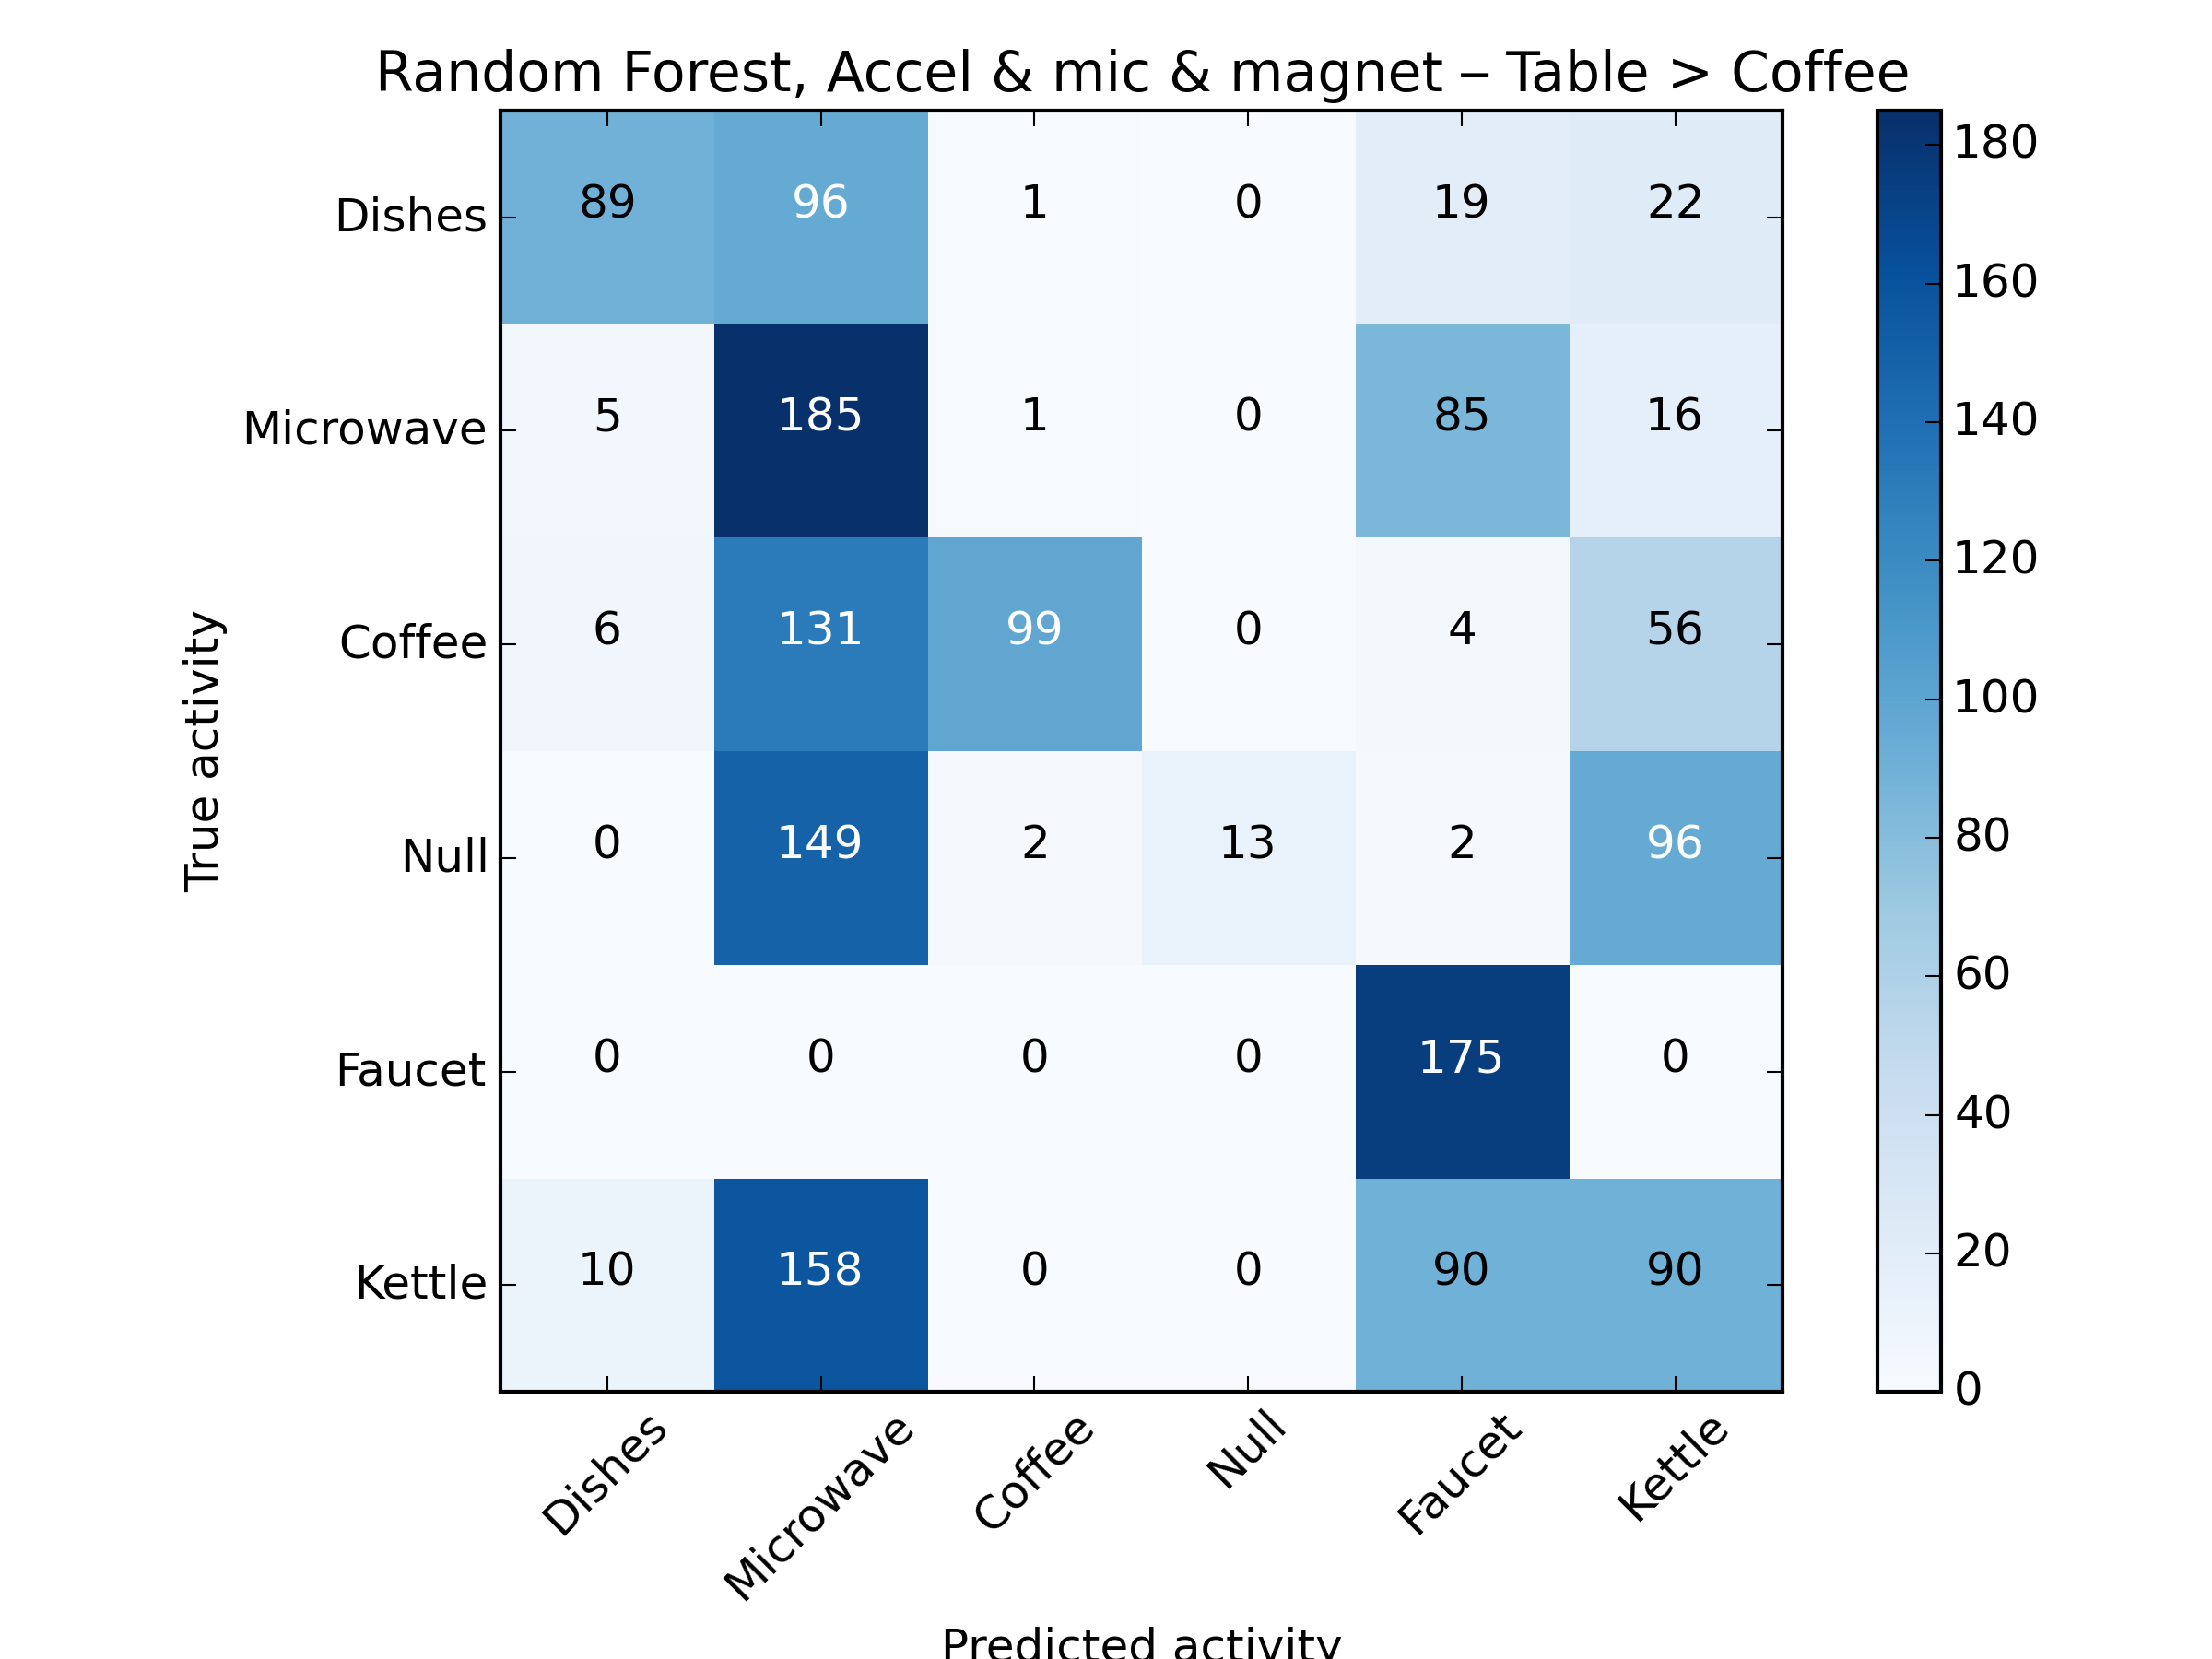 Random Forest, Accel & mic & magnet – Table > Coffee
True activity
Dishes 89 96 1 0 19 22
Microwave 5 185 1 0 85 16
Coffee 6 131 99 0 4 56
Null 0 149 2 13 2 96
Faucet 0 0 0 0 175 0
Kettle 10 158 0 0 90 90
Dishes Microwave Coffee Null Faucet Kettle
Predicted activity
180
160
140
120
100
80
60
40
20
0